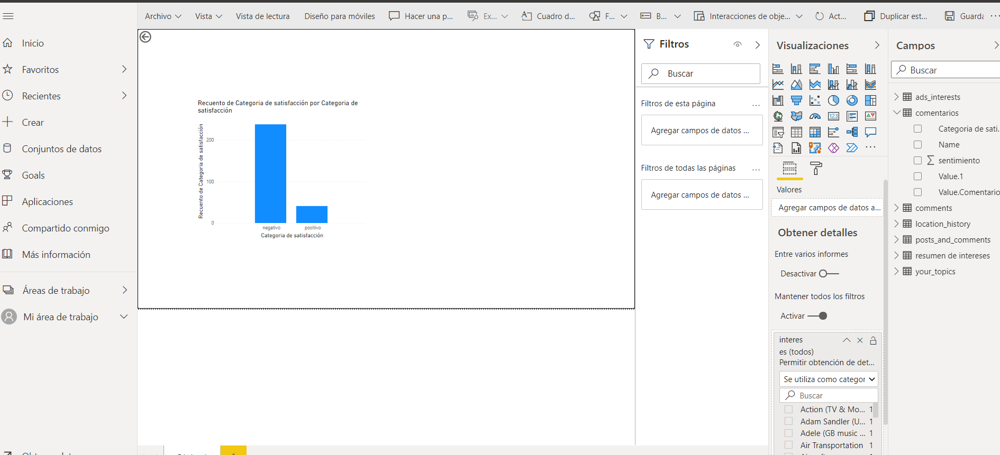 Archivo
Vista
Vista de lectura
Diseño para móviles
Hacer una p...
Ex...
Cuadro d...
F...
B...
Interacciones de obje...
Act...
Duplicar est...
Inicio
Favoritos
Recientes
Crear
Conjuntos de datos
Goals
Aplicaciones
Compartido conmigo
Más información
Áreas de trabajo
Mi área de trabajo
Recuento de Categoria de satisfacción por Categoria de
satisfacción
Recuento de Categoria de satisfacción
200
100
0
negativo
positivo
Categoria de satisfacción
Filtros
Buscar
Filtros de esta página
...
Agregar campos de datos ...
Filtros de todas las páginas
...
Agregar campos de datos ...
Visualizaciones
123
Valores
Agregar campos de datos a...
Obtener detalles
Entre varios informes
Desactivar
Mantener todos los filtros
Activar
interes
es (todos)
Permitir obtención de det...
Se utiliza como categor
Buscar
Action (TV & Mo... 1
Adam Sandler (U... 1
Adele (GB music ... 1
Air Transportation 1
Campos
Buscar
ads_interests
comentarios
Categoria de sati.
Name
sentimiento
Value.1
Value.Comentario
comments
location_history
posts_and_comments
resumen de intereses
your_topics